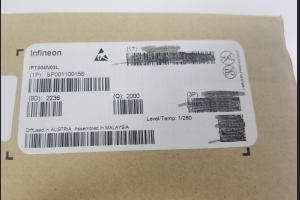 Infineon
(1T)
IPT004N03L
(1P) SP001100156
(9D) 2236
(Q) 2000
(3P)
Level/Temp: 1/260
Diffused in AUSTRIA, Assembled in MALAYSIA